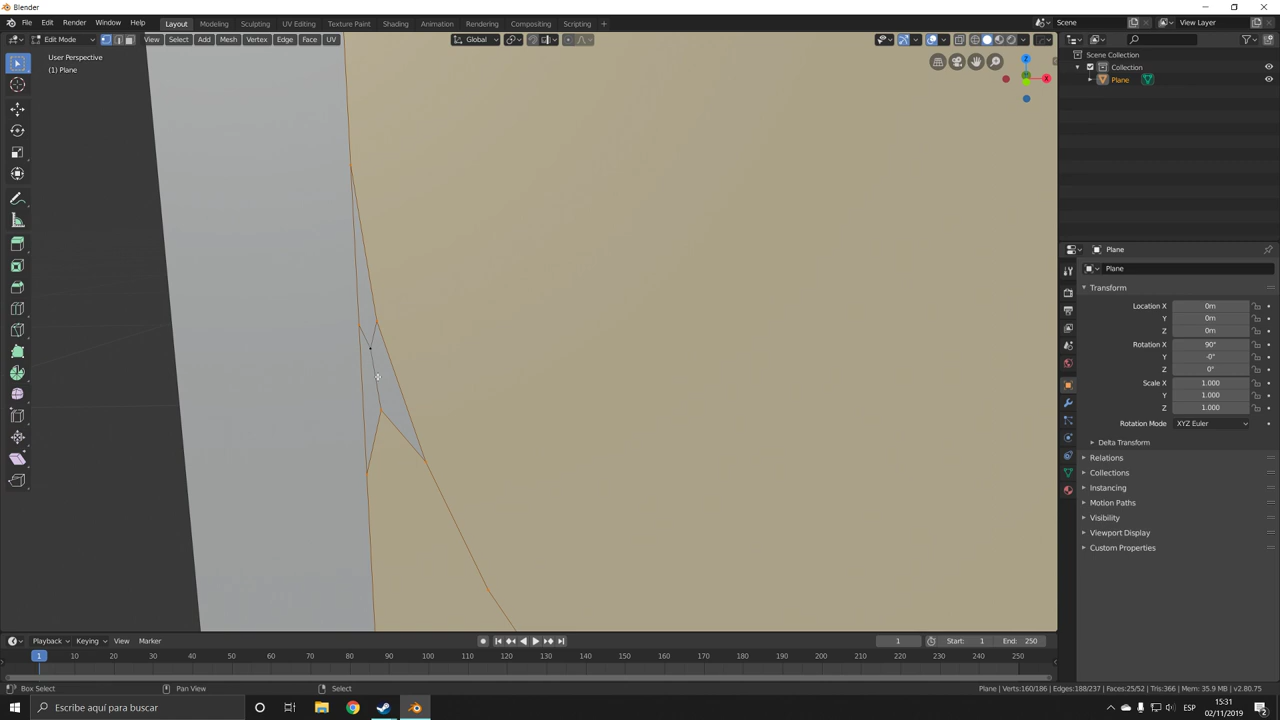 Blender
File Edit Render Window Help Layout Modeling Sculpting UV Editing Texture Paint Shading Animation Rendering Compositing Scripting + Scene View Layer
Edit Mode View Select Add Mesh Vertex Edge Face UV Global
User Perspective
(1) Plane
Z
X
Scene Collection
Collection
Plane
Plane
Plane
Transform
Location X 0m
Y 0m
Z 0m
Rotation X 90°
Y -0°
Z 0°
Scale X 1.000
Y 1.000
Z 1.000
Rotation Mode XYZ Euler
Delta Transform
Relations
Collections
Instancing
Motion Paths
Visibility
Viewport Display
Custom Properties
Playback Keying View Marker 1 Start: 1 End: 250
1 10 20 30 40 50 60 70 80 90 100 110 120 130 140 150 160 170 180 190 200 210 220 230 240 250
Box Select Pan View Select Plane | Verts:160/186 | Edges:188/237 | Faces:25/52 | Tris:366 | Mem: 35.9 MB | v2.80.75
Escribe aquí para buscar
ESP
15:31
02/11/2019
2